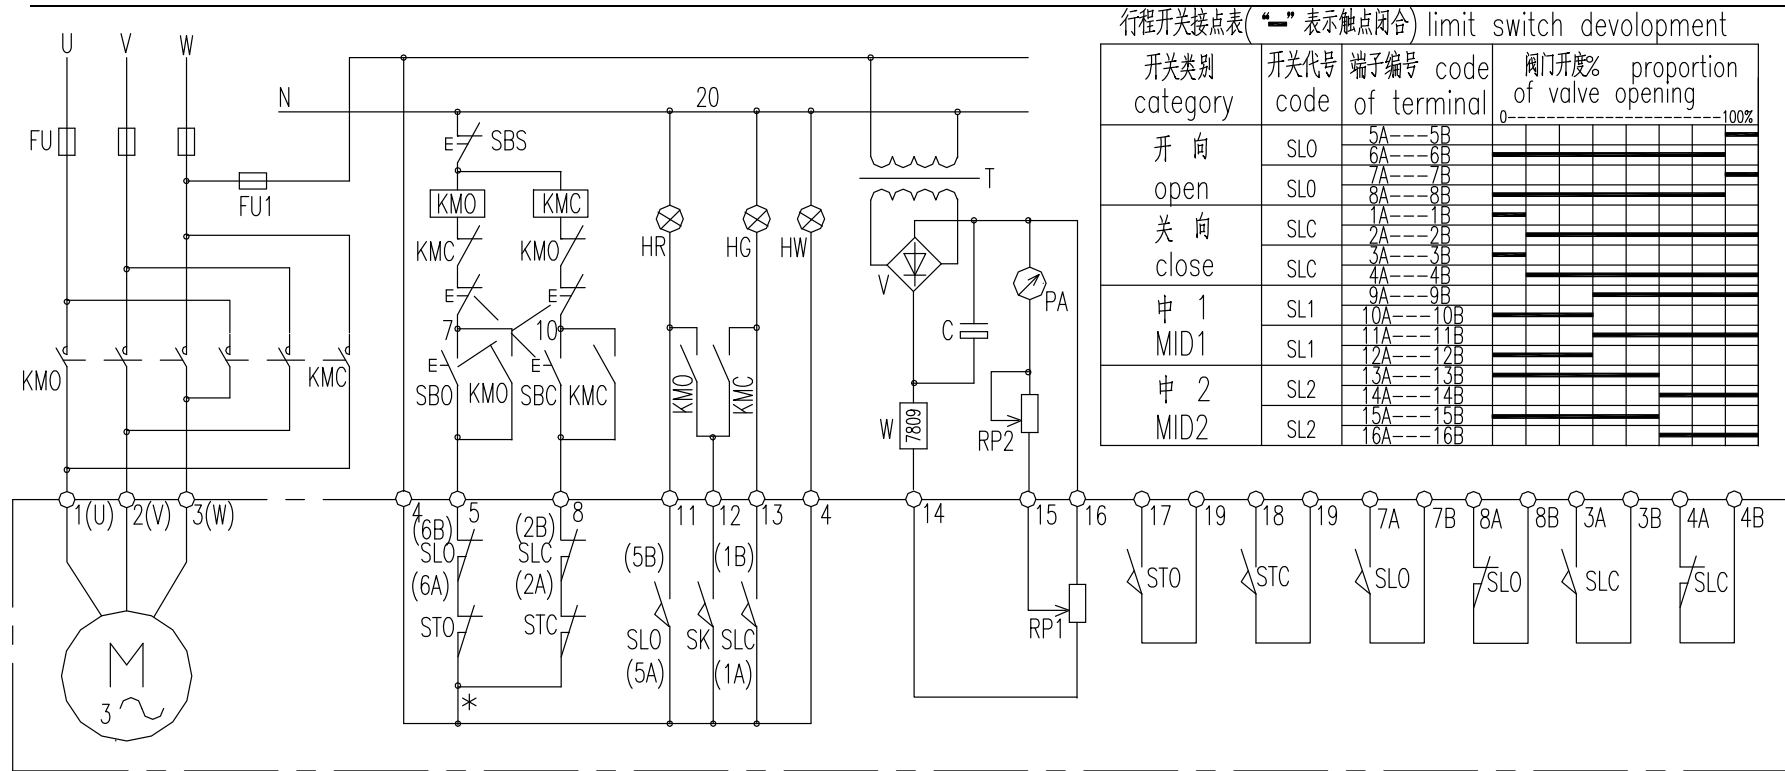 行程开关接点表(“━”表示触点闭合) limit switch devolopment
U V W
N 20
FU
FU1
SBS
E
KMO KMC
KMC KMO
E E
7 10
E E
SBO KMO SBC KMC
KMO KMC
HR HG HW
KMO KMC
T
V
C
W 7809
PA
RP2
开关类别 开关代号 端子编号 code 阀门开度% proportion
category code of terminal of valve opening
0 100%
开 向 open SLO 5A---5B
6A---6B
SLO 7A---7B
8A---8B
关 向 close SLC 1A---1B
2A---2B
SLC 3A---3B
4A---4B
中 1 MID1 SL1 9A---9B
10A---10B
SL1 11A---11B
12A---12B
中 2 MID2 SL2 13A---13B
14A---14B
SL2 15A---15B
16A---16B
1(U) 2(V) 3(W) 4 5 8 11 12 13 4 14 15 16 17 19 18 19 7A 7B 8A 8B 3A 3B 4A 4B
(6B) (2B)
SLO SLC
(6A) (2A)
STO STC
*
(5B) (1B)
SLO SK SLC
(5A) (1A)
RP1
STO STC SLO SLO SLC SLC
M
3